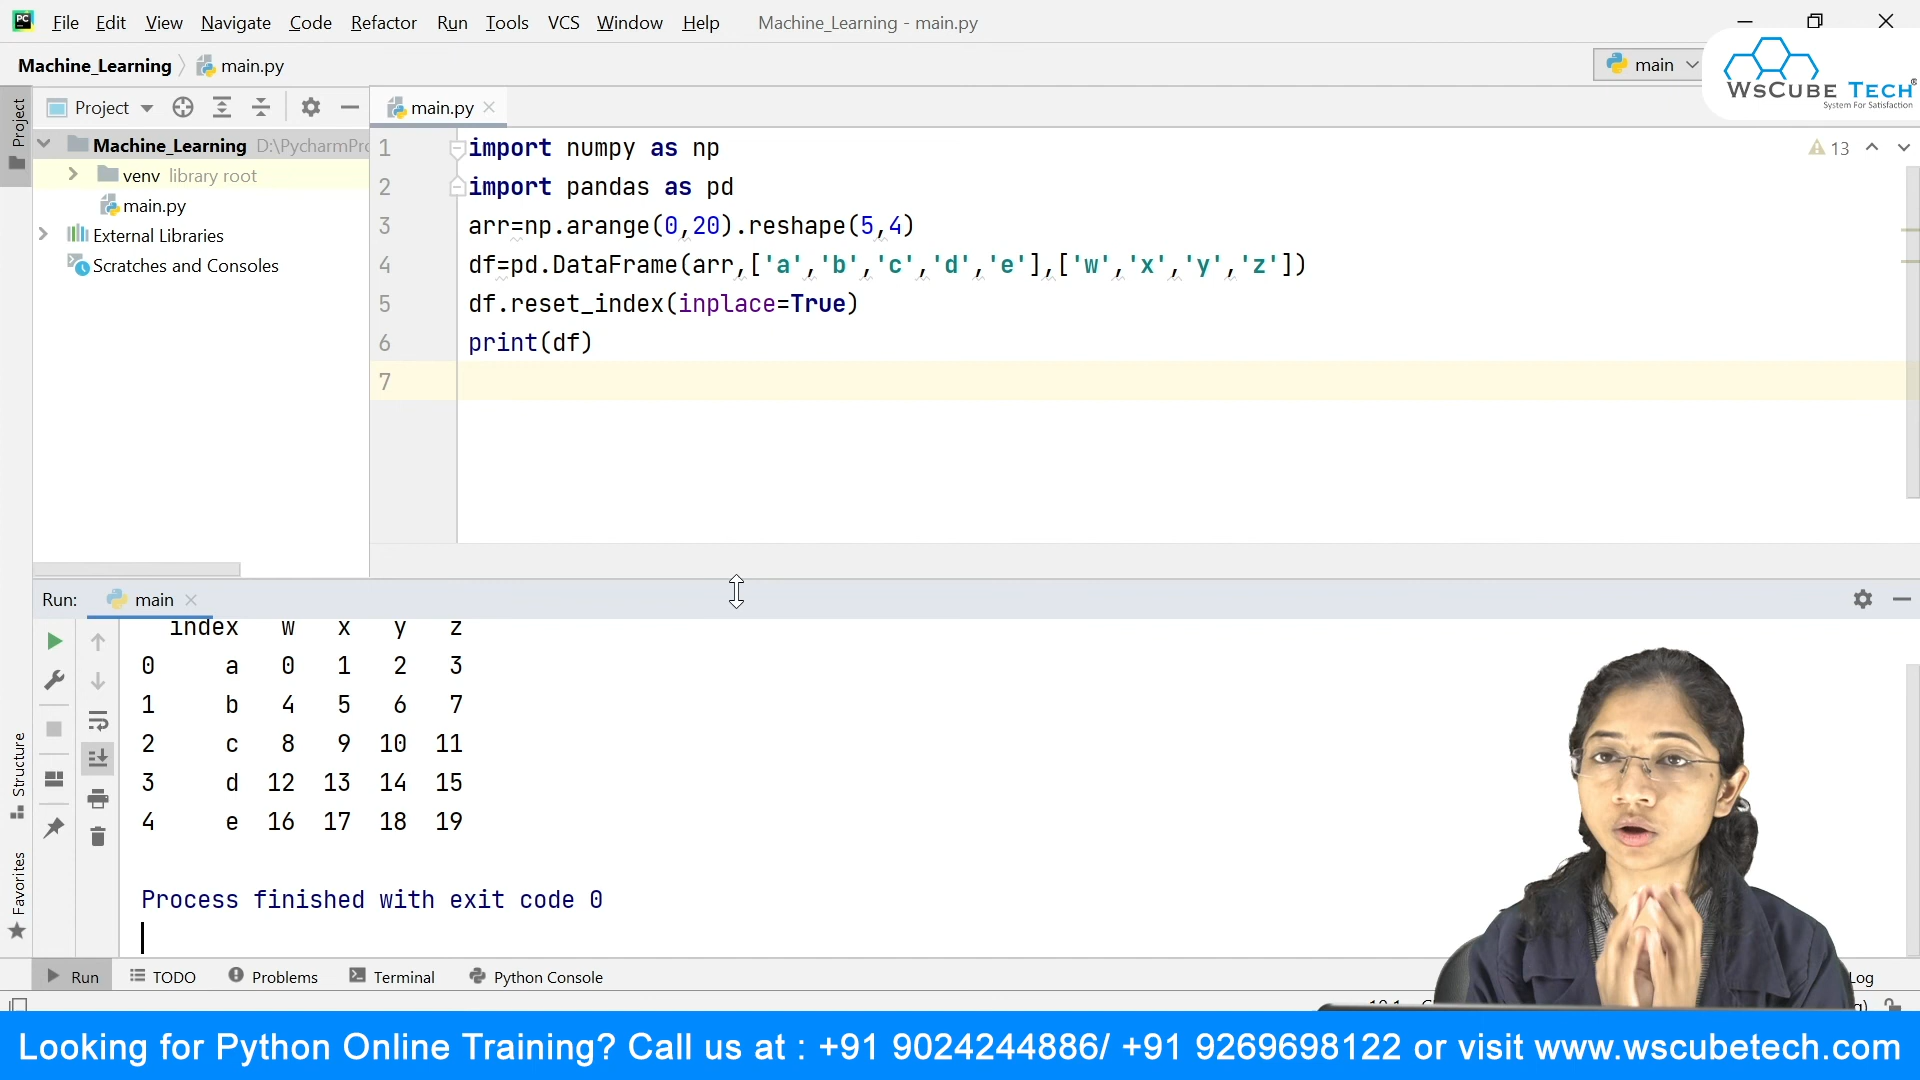 File Edit View Navigate Code Refactor Run Tools VCS Window Help Machine_Learning - main.py
Machine_Learning main.py
main
WsCube Tech®
System For Satisfaction
Project
Project
main.py
Machine_Learning D:\PycharmPro
venv library root
main.py
External Libraries
Scratches and Consoles
13
1 import numpy as np
2 import pandas as pd
3 arr=np.arange(0,20).reshape(5,4)
4 df=pd.DataFrame(arr,['a','b','c','d','e'],['w','x','y','z'])
5 df.reset_index(inplace=True)
6 print(df)
7
Run: main
index w x y z
0 a 0 1 2 3
1 b 4 5 6 7
2 c 8 9 10 11
3 d 12 13 14 15
4 e 16 17 18 19
Process finished with exit code 0
Structure
Favorites
Run TODO Problems Terminal Python Console Log
Looking for Python Online Training? Call us at : +91 9024244886/ +91 9269698122 or visit www.wscubetech.com